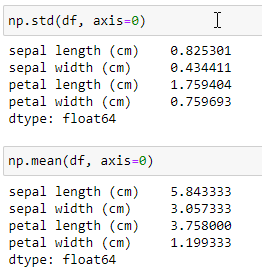 np.std(df, axis=0)
sepal length (cm)    0.825301
sepal width (cm)     0.434411
petal length (cm)    1.759404
petal width (cm)     0.759693
dtype: float64
np.mean(df, axis=0)
sepal length (cm)    5.843333
sepal width (cm)     3.057333
petal length (cm)    3.758000
petal width (cm)     1.199333
dtype: float64